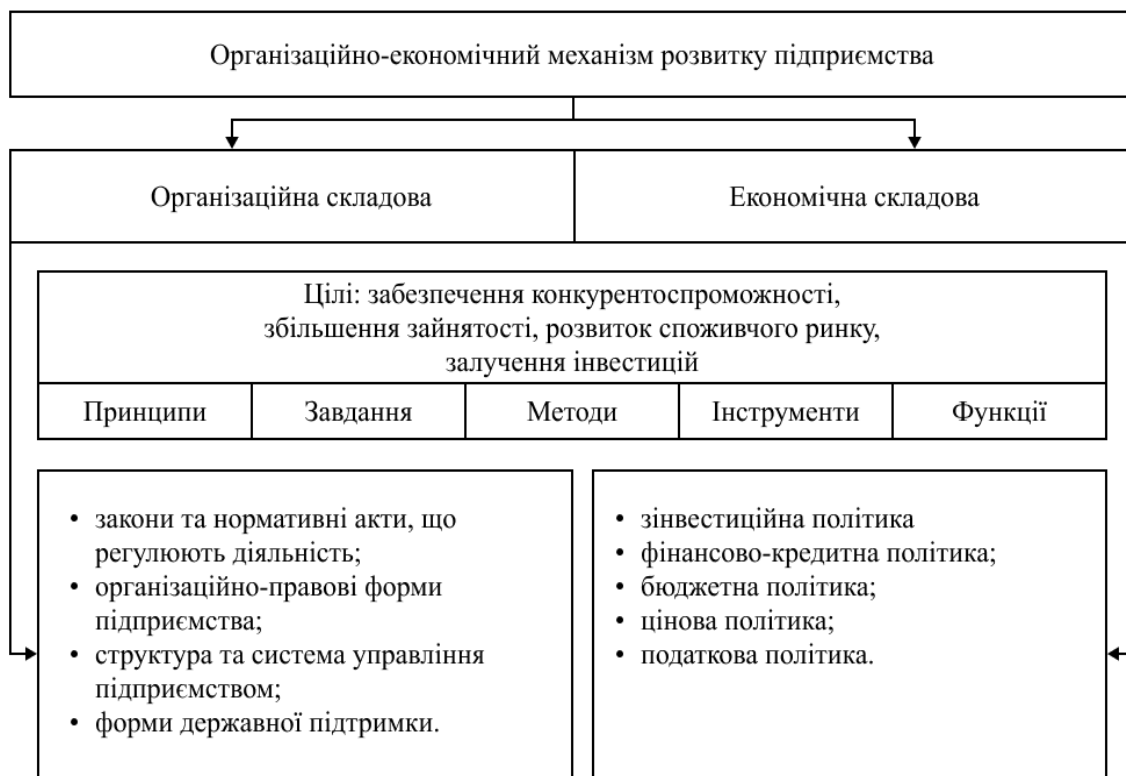 Організаційно-економічний механізм розвитку підприємства
Організаційна складова
Економічна складова
Цілі: забезпечення конкурентоспроможності,
збільшення зайнятості, розвиток споживчого ринку,
залучення інвестицій
Принципи
Завдання
Методи
Інструменти
Функції
• закони та нормативні акти, що
регулюють діяльність;
• організаційно-правові форми
підприємства;
• структура та система управління
підприємством;
• форми державної підтримки.
• зінвестиційна політика
• фінансово-кредитна політика;
• бюджетна політика;
• цінова політика;
• податкова політика.